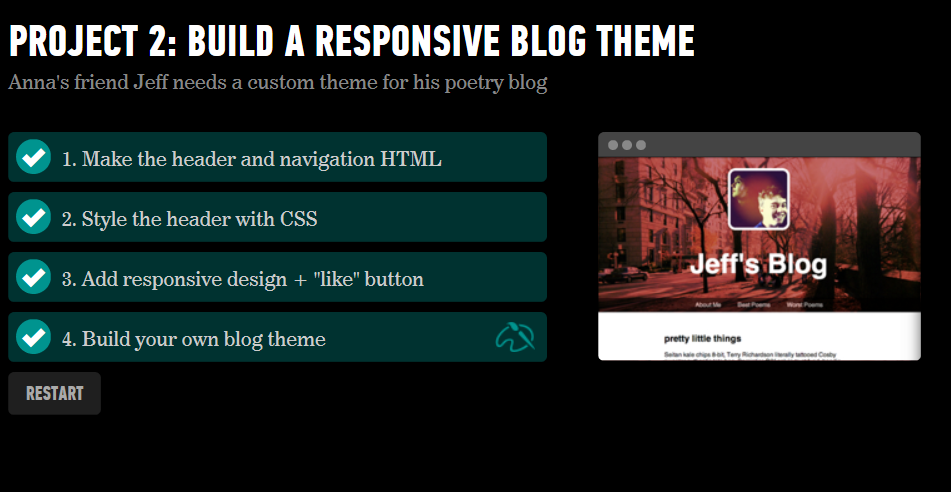 PROJECT 2: BUILD A RESPONSIVE BLOG THEME
Anna's friend Jeff needs a custom theme for his poetry blog
1. Make the header and navigation HTML
2. Style the header with CSS
3. Add responsive design + "like" button
4. Build your own blog theme
RESTART
Jeff's Blog
About Me Best Poems Worst Poems
pretty little things
Seitan kale chips 8-bit, Terry Richardson literally tattooed Cosby